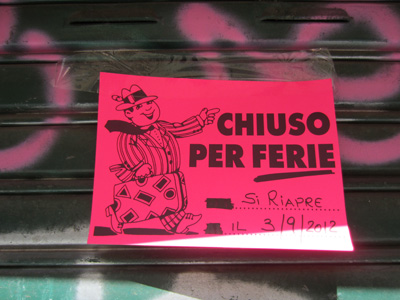 CHIUSO
PER FERIE
SI RIAPRE
IL 3/9/2012